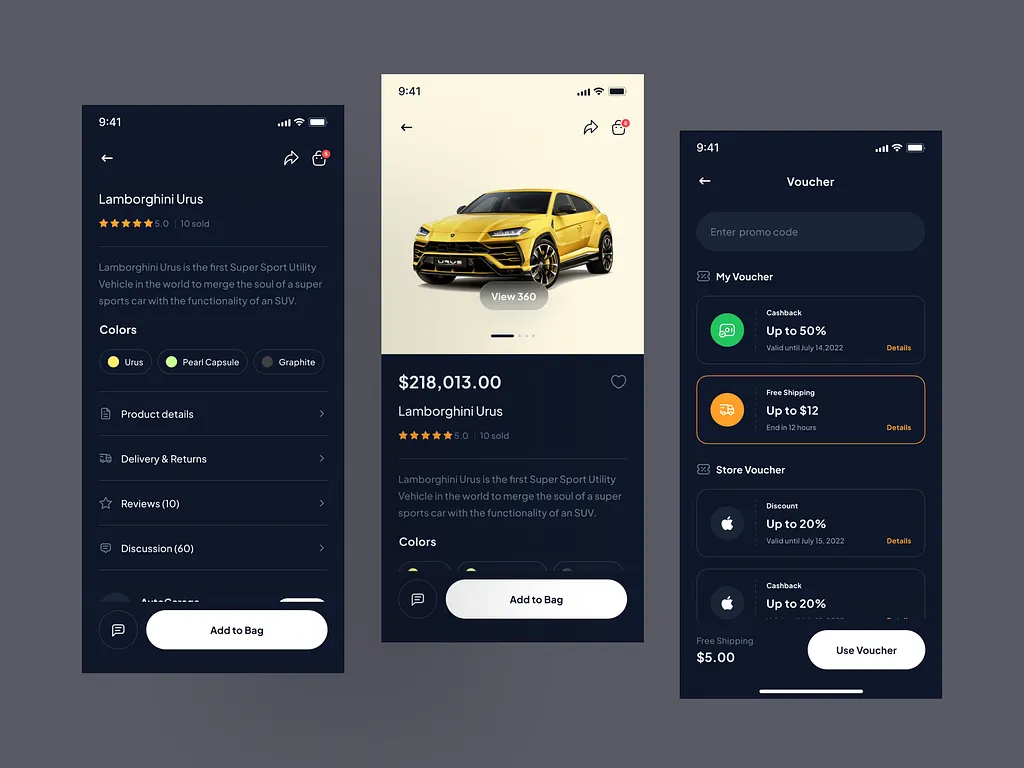 9:41
Lamborghini Urus
5.0 | 10 sold
Lamborghini Urus is the first Super Sport Utility
Vehicle in the world to merge the soul of a super
sports car with the functionality of an SUV.
Colors
Urus
Pearl Capsule
Graphite
Product details
Delivery & Returns
Reviews (10)
Discussion (60)
AutoGarage
Add to Bag
9:41
URUS
View 360
$218,013.00
Lamborghini Urus
5.0 | 10 sold
Lamborghini Urus is the first Super Sport Utility
Vehicle in the world to merge the soul of a super
sports car with the functionality of an SUV.
Colors
Add to Bag
9:41
Voucher
Enter promo code
My Voucher
Cashback
Up to 50%
Valid until July 14,2022
Details
Free Shipping
Up to $12
End in 12 hours
Details
Store Voucher
Discount
Up to 20%
Valid until July 15, 2022
Details
Cashback
Up to 20%
Free Shipping
$5.00
Use Voucher